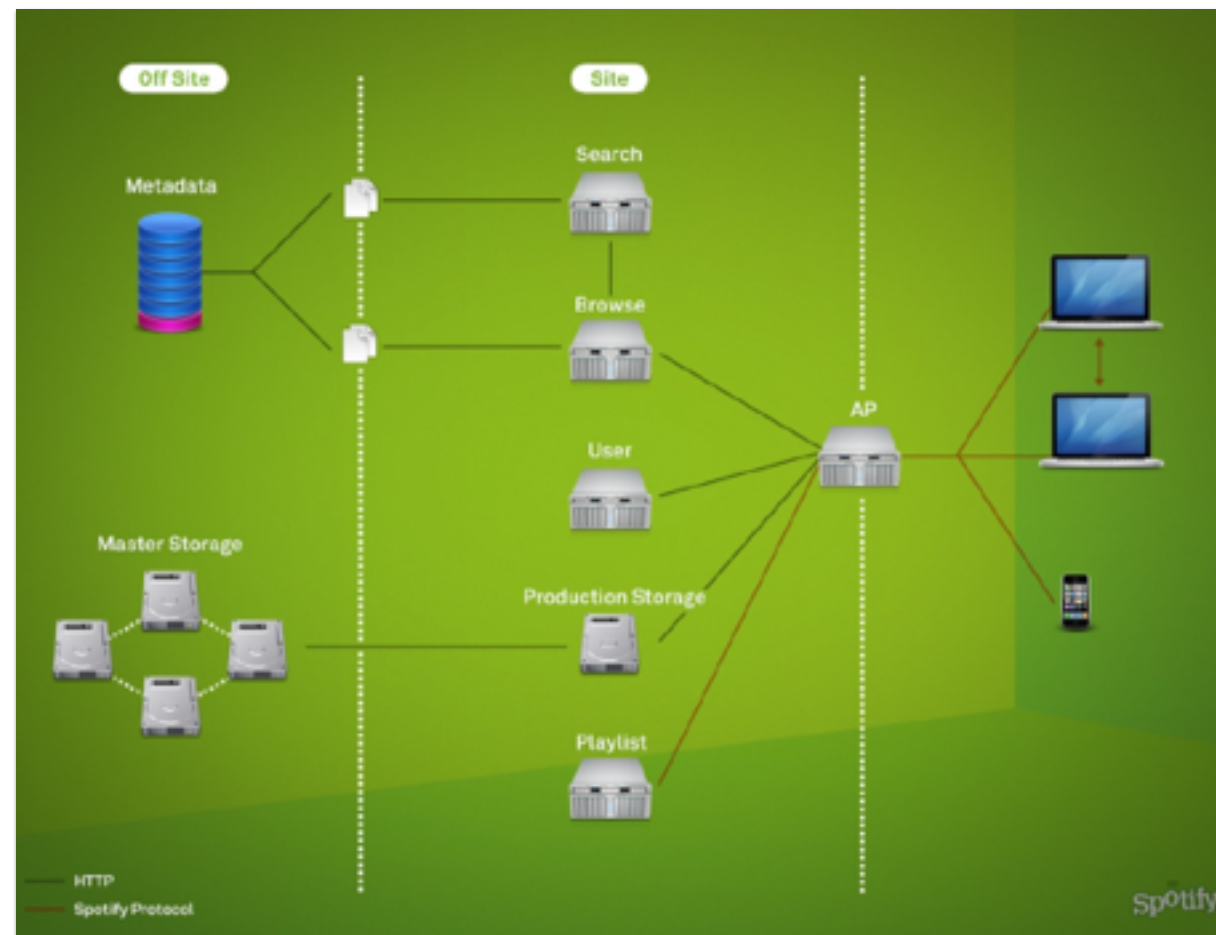 Off Site
Site
Search
Metadata
Browse
AP
User
Master Storage
Production Storage
Playlist
HTTP
Spotify Protocol
Spotify